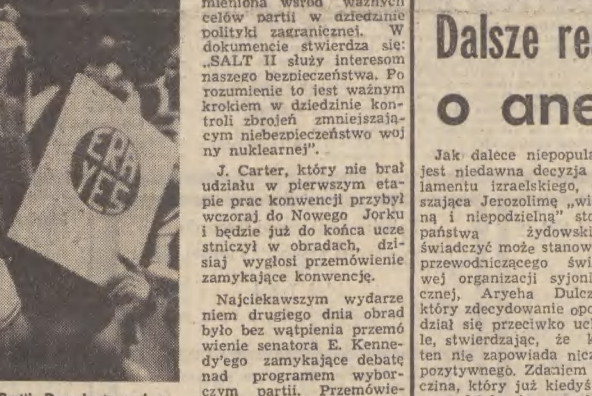 ERA
YES
mieniona wśród ważnych
celów partii w dziedzinie
polityki zagranicznej. W
dokumencie stwierdza się:
„SALT II służy interesom
naszego bezpieczeństwa. Po
rozumienie to jest ważnym
krokiem w dziedzinie kon-
troli zbrojeń zmniejszają-
cym niebezpieczeństwo woj
ny nuklearnej".
J. Carter, który nie brał
udziału w pierwszym eta-
pie prac konwencji przybył
wczoraj do Nowego Jorku
i będzie już do końca ucze
stniczył w obradach, dzi-
siaj wygłosi przemówienie
zamykające konwencję.
Najciekawszym wydarze
niem drugiego dnia obrad
było bez wątpienia przemó
wienie senatora E. Kenne-
dy'ego zamykające debatę
nad programem wybor-
czym partii. Przemówie-
Dalsze re
o ane
Jak dalece niepopula
jest niedawna decyzja
lamentu izraelskiego,
szająca Jerozolimę „wi
ną i niepodzielną" sto
państwa żydowski
świadczyć może stanow
przewodniczącego świ
wej organizacji syjoni
cznej, Aryeha Dulcz
który zdecydowanie opo
dział się przeciwko uch
le, stwierdzając, że k
ten nie zapowiada nicz
pozytywnego. Zdaniem
czina, który już kiedyś